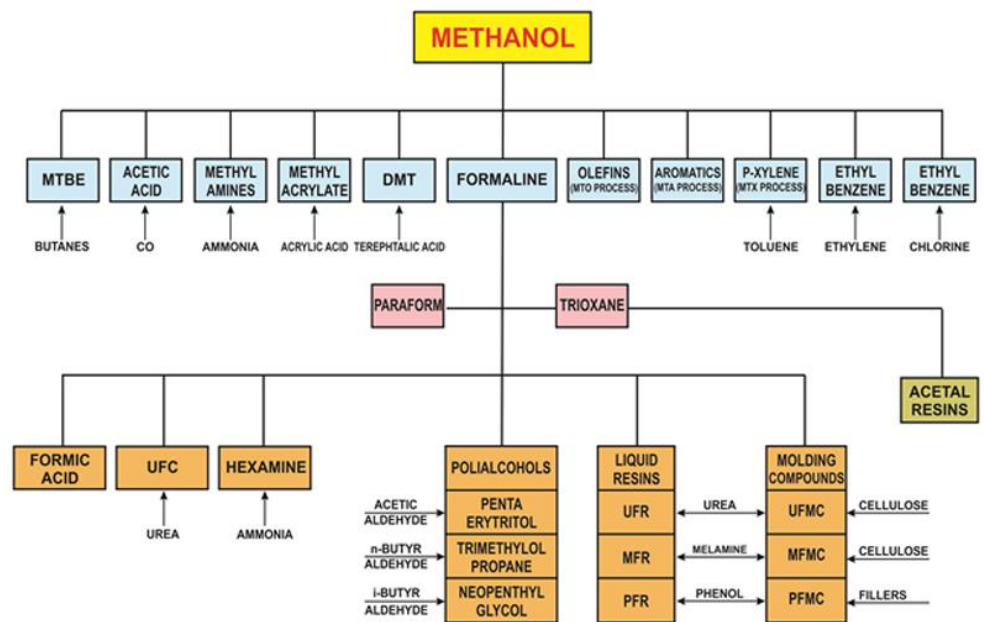 METHANOL
MTBE
ACETIC
ACID
METHYL
AMINES
METHYL
ACRYLATE
DMT
FORMALINE
OLEFINS
(MTO PROCESS)
AROMATICS
(MTA PROCESS)
P-XYLENE
(MTX PROCESS)
ETHYL
BENZENE
ETHYL
BENZENE
BUTANES
CO
AMMONIA
ACRYLIC ACID
TEREPHTALIC ACID
TOLUENE
ETHYLENE
CHLORINE
PARAFORM
TRIOXANE
ACETAL
RESINS
FORMIC
ACID
UFC
HEXAMINE
UREA
AMMONIA
POLIALCOHOLS
LIQUID
RESINS
MOLDING
COMPOUNDS
ACETIC
ALDEHYDE
PENTA
ERYTRITOL
UFR
UREA
UFMC
CELLULOSE
n-BUTYR
ALDEHYDE
TRIMETHYLOL
PROPANE
MFR
MELAMINE
MFMC
CELLULOSE
i-BUTYR
ALDEHYDE
NEOPENTHYL
GLYCOL
PFR
PHENOL
PFMC
FILLERS